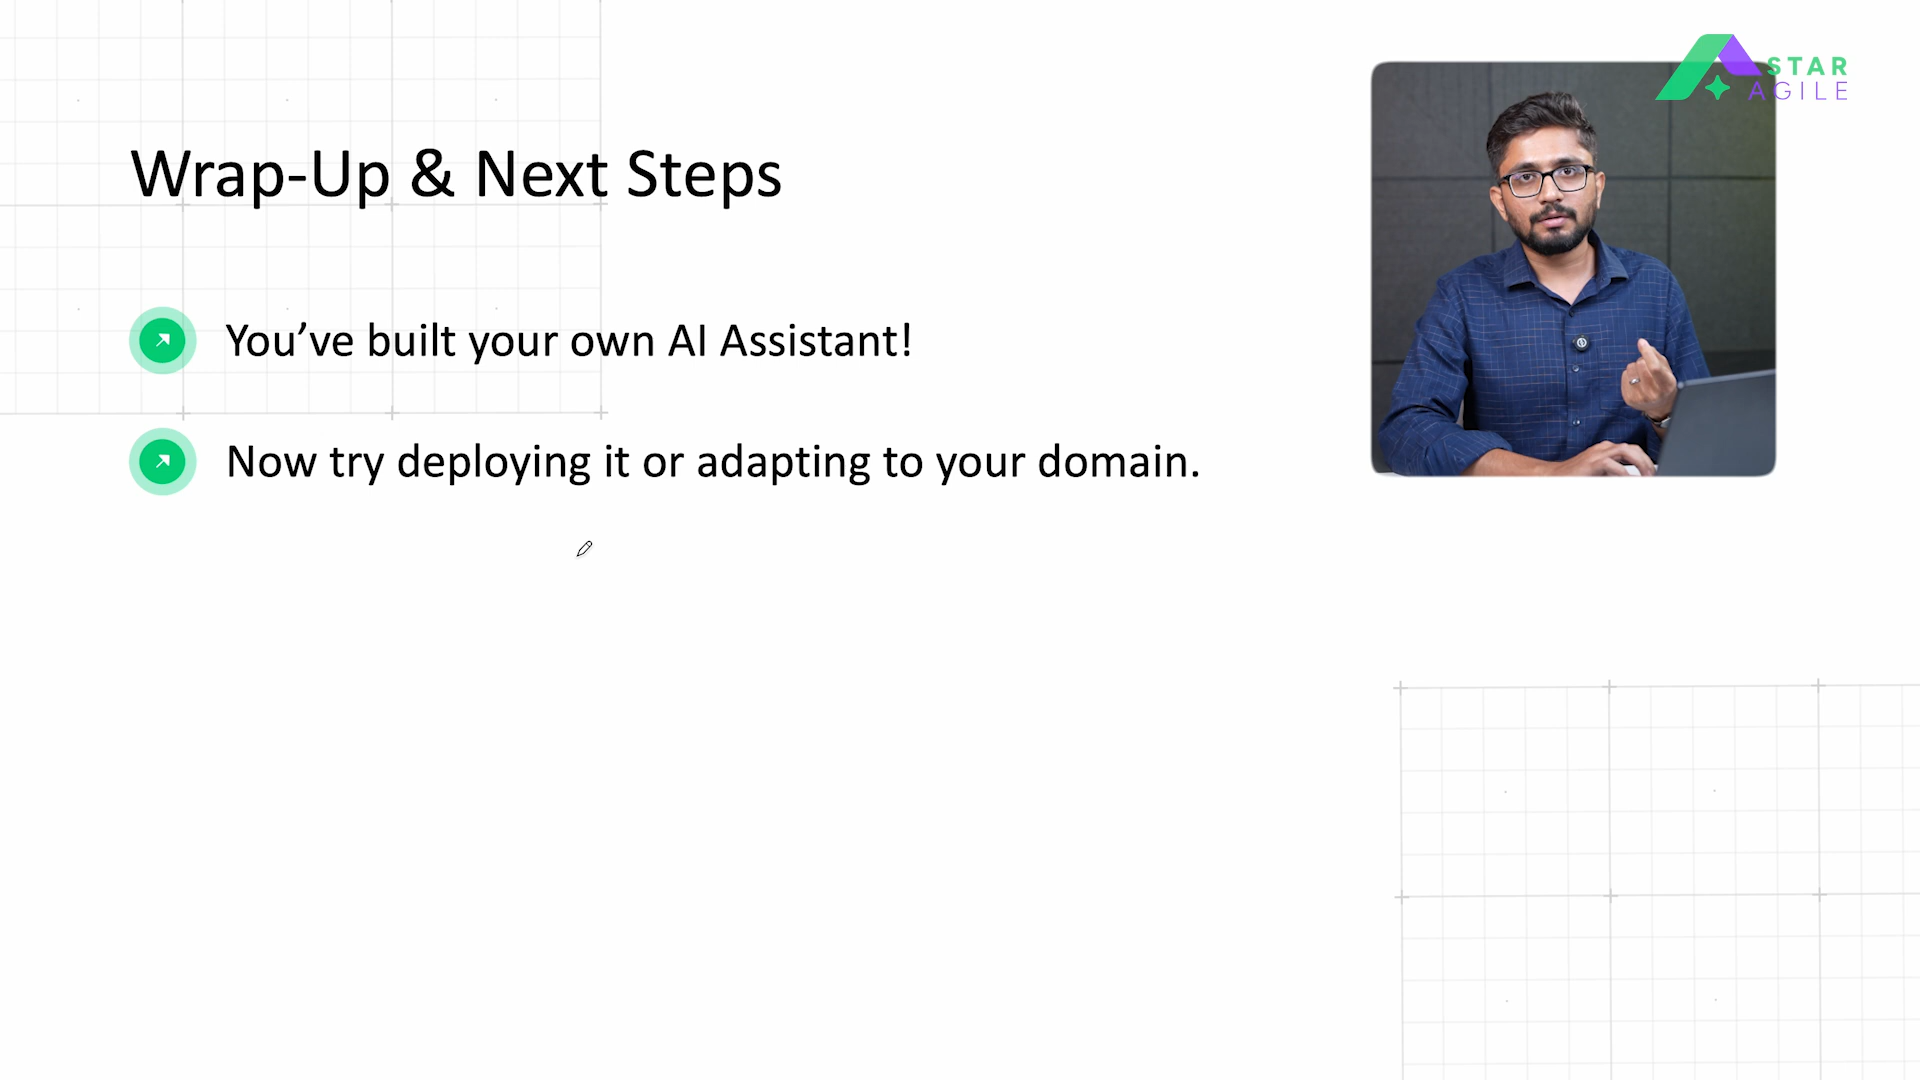 STAR
AGILE
Wrap-Up & Next Steps
You’ve built your own AI Assistant!
Now try deploying it or adapting to your domain.